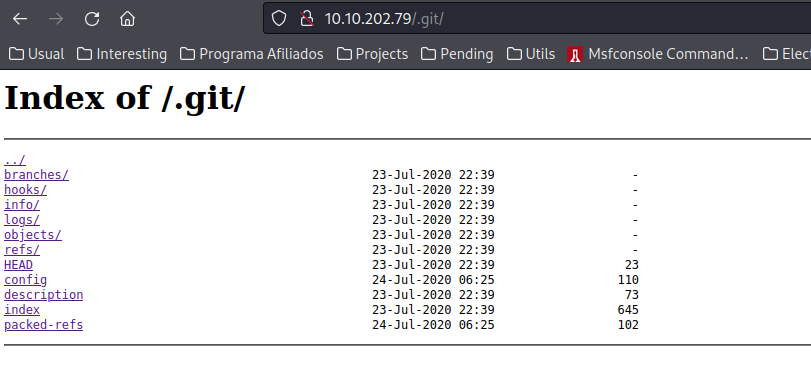 10.10.202.79/.git/
Usual Interesting Programa Afiliados Projects Pending Utils Msfconsole Command… Elect
Index of /.git/
../
branches/ 23-Jul-2020 22:39 -
hooks/ 23-Jul-2020 22:39 -
info/ 23-Jul-2020 22:39 -
logs/ 23-Jul-2020 22:39 -
objects/ 23-Jul-2020 22:39 -
refs/ 23-Jul-2020 22:39 -
HEAD 23-Jul-2020 22:39 23
config 24-Jul-2020 06:25 110
description 23-Jul-2020 22:39 73
index 23-Jul-2020 22:39 645
packed-refs 24-Jul-2020 06:25 102